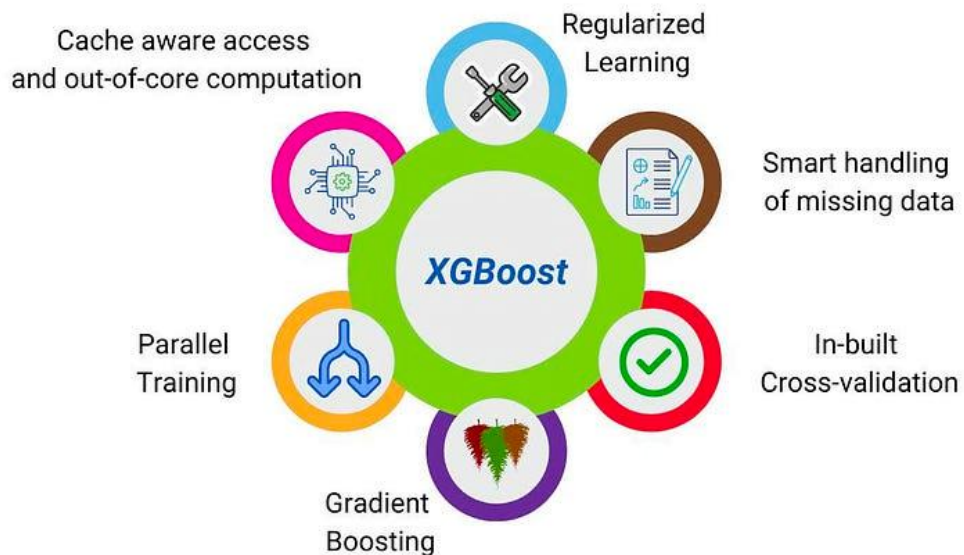 Cache aware access
and out-of-core computation
Regularized
Learning
Smart handling
of missing data
XGBoost
Parallel
Training
In-built
Cross-validation
Gradient
Boosting